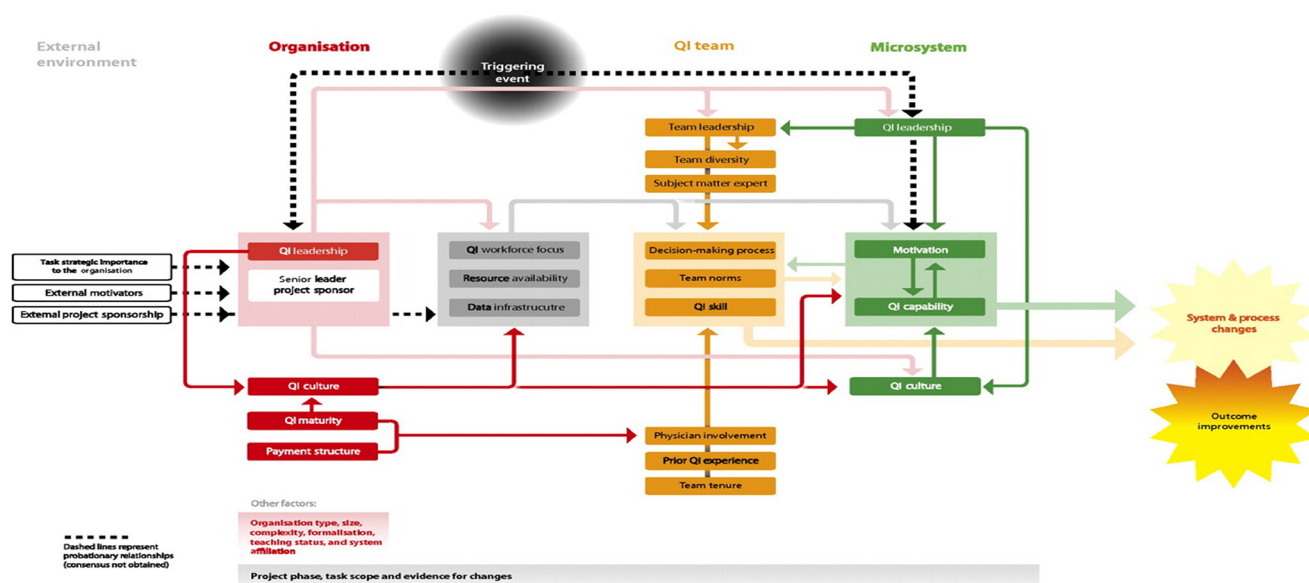 External
environment
Organisation
QI team
Microsystem
Triggering
event
Team leadership
QI leadership
Team diversity
Subject matter expert
QI leadership
Senior leader
project sponsor
QI workforce focus
Resource availability
Data infrastrucutre
Decision-making process
Team norms
QI skill
Motivation
QI capability
Task strategic importance
to the organisation
External motivators
External project sponsorship
System & process
changes
QI culture
QI culture
QI maturity
Payment structure
Physician involvement
Prior QI experience
Team tenure
Outcome
improvements
Other factors:
Organisation type, size,
complexity, formalisation,
teaching status, and system
affiliation
Dashed lines represent
probationary relationships
(consensus not obtained)
Project phase, task scope and evidence for changes